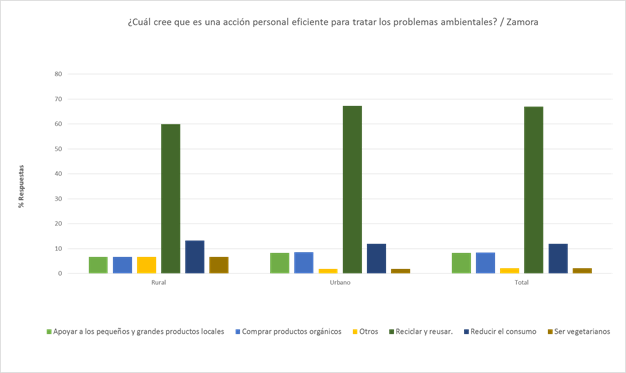 ¿Cuál cree que es una acción personal eficiente para tratar los problemas ambientales? / Zamora
80
70
60
50
40
30
20
10
0
% Respuestas
Rural
Urbano
Total
Apoyar a los pequeños y grandes productos locales
Comprar productos orgánicos
Otros
Reciclar y reusar.
Reducir el consumo
Ser vegetarianos